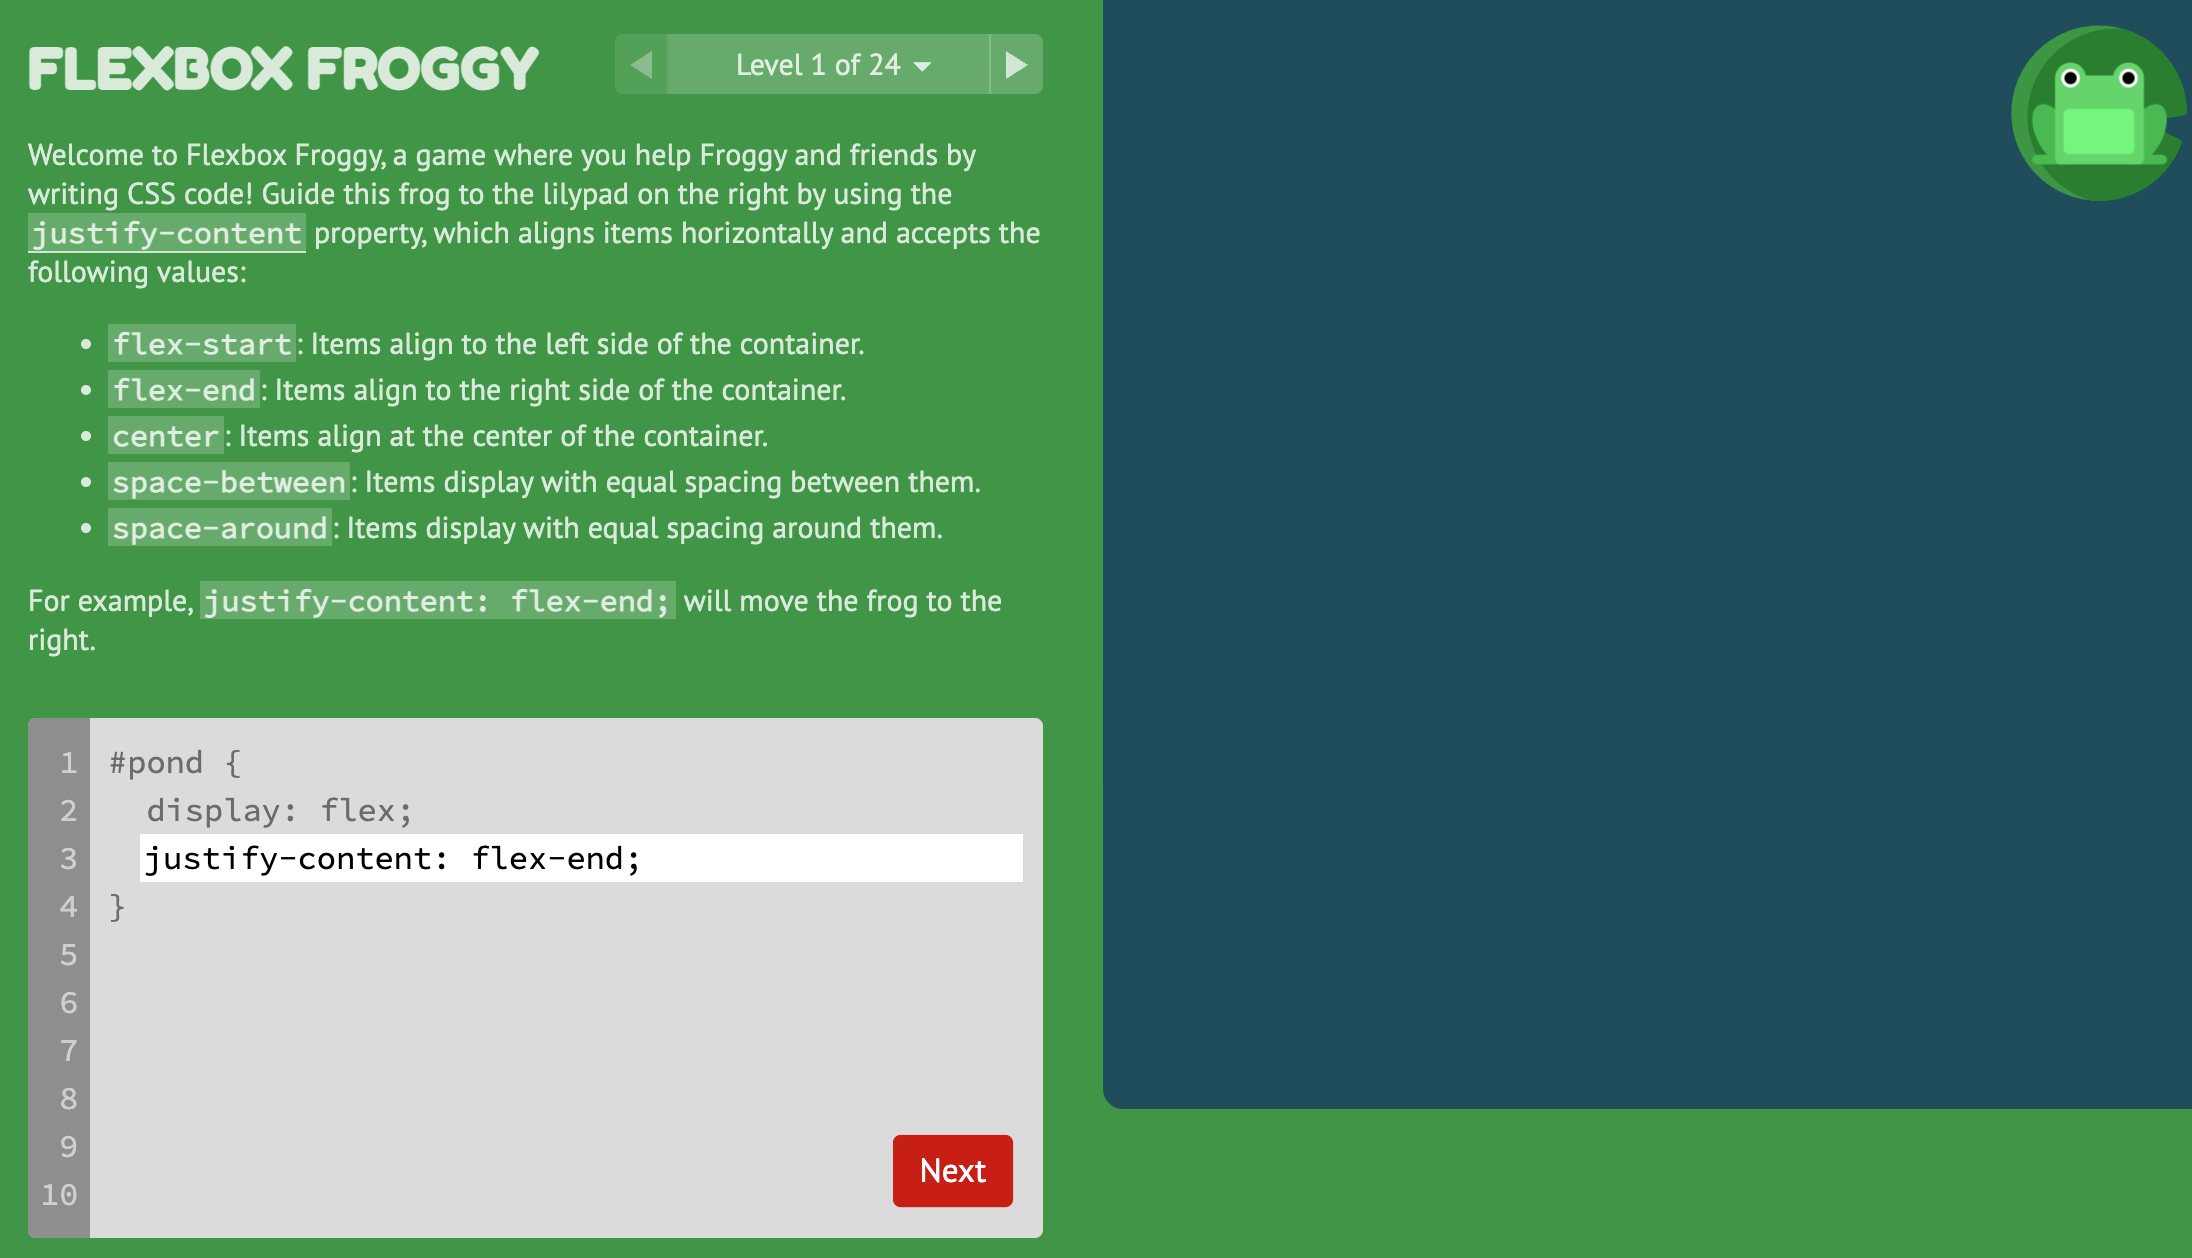 FLEXBOX FROGGY
Level 1 of 24
Welcome to Flexbox Froggy, a game where you help Froggy and friends by
writing CSS code! Guide this frog to the lilypad on the right by using the
justify-content property, which aligns items horizontally and accepts the
following values:
• flex-start: Items align to the left side of the container.
• flex-end: Items align to the right side of the container.
• center: Items align at the center of the container.
• space-between: Items display with equal spacing between them.
• space-around: Items display with equal spacing around them.
For example, justify-content: flex-end; will move the frog to the
right.
1 #pond {
2 display: flex;
3 justify-content: flex-end;
4 }
5
6
7
8
9
10
Next